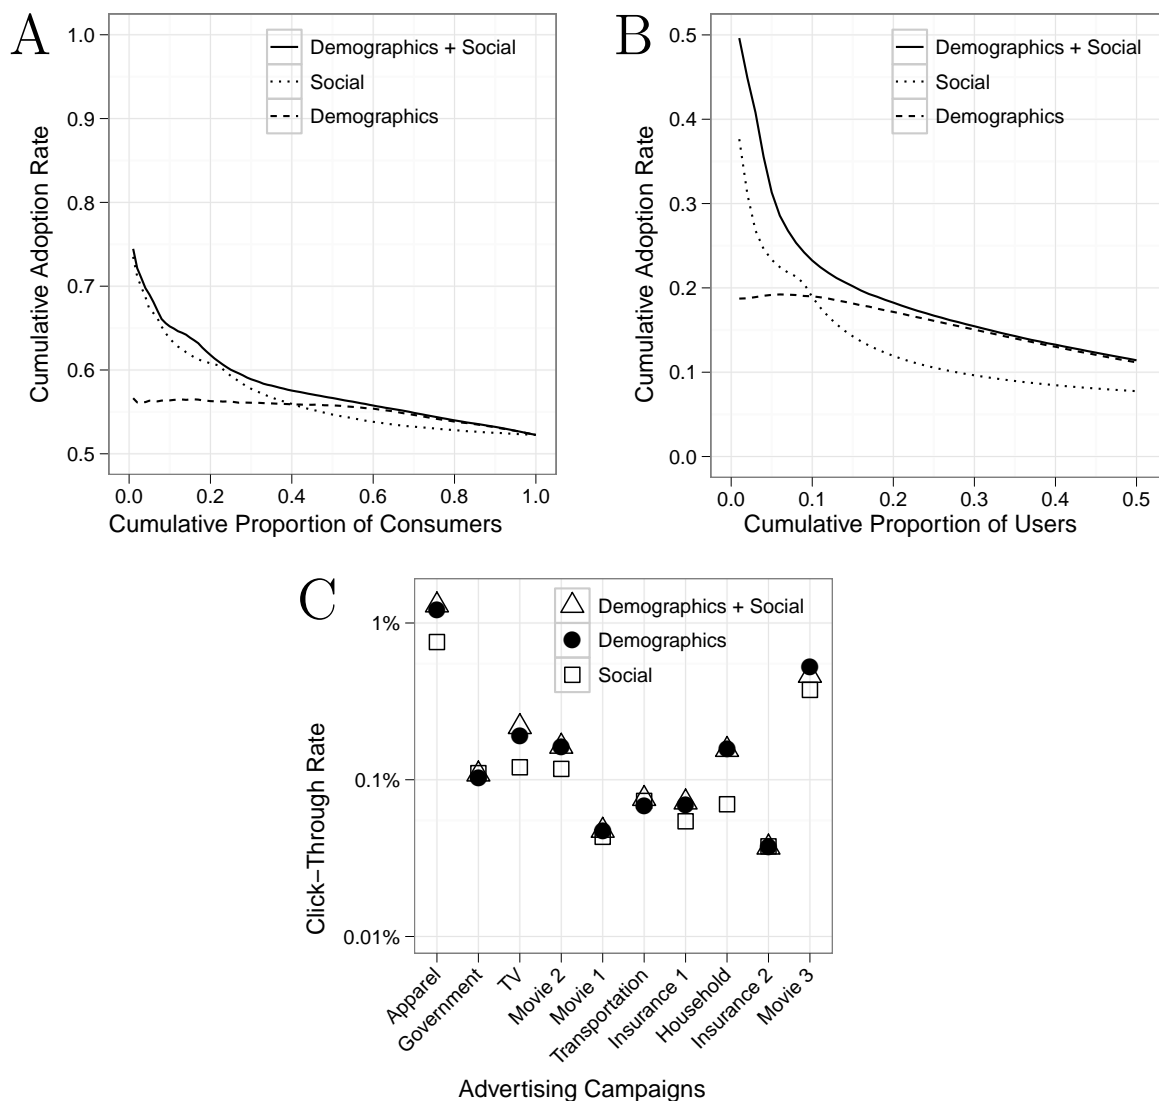 A
Demographics + Social
Social
Demographics
1.0
0.9
0.8
0.7
0.6
0.5
Cumulative Adoption Rate
0.0 0.2 0.4 0.6 0.8 1.0
Cumulative Proportion of Consumers
B
Demographics + Social
Social
Demographics
0.5
0.4
0.3
0.2
0.1
0.0
Cumulative Adoption Rate
0.0 0.1 0.2 0.3 0.4 0.5
Cumulative Proportion of Users
C
Demographics + Social
Demographics
Social
1%
0.1%
0.01%
Click−Through Rate
Apparel
Government
TV
Movie 2
Movie 1
Transportation
Insurance 1
Household
Insurance 2
Movie 3
Advertising Campaigns